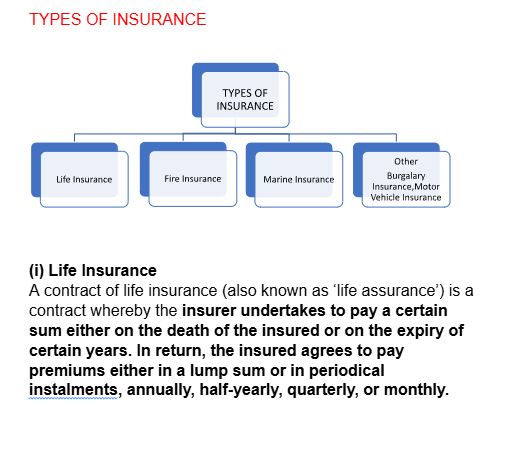 TYPES OF INSURANCE
TYPES OF
INSURANCE
Life Insurance
Fire Insurance
Marine Insurance
Other
Burgalary
Insurance,Motor
Vehicle Insurance
(i) Life Insurance
A contract of life insurance (also known as ‘life assurance’) is a
contract whereby the insurer undertakes to pay a certain
sum either on the death of the insured or on the expiry of
certain years. In return, the insured agrees to pay
premiums either in a lump sum or in periodical
instalments, annually, half-yearly, quarterly, or monthly.